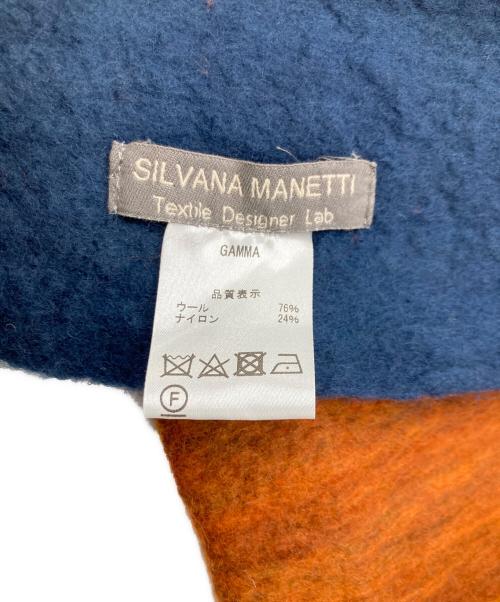 SILVANA MANETTI
Textile Designer Lab
GAMMA
品質表示
ウール 76%
ナイロン 24%
F